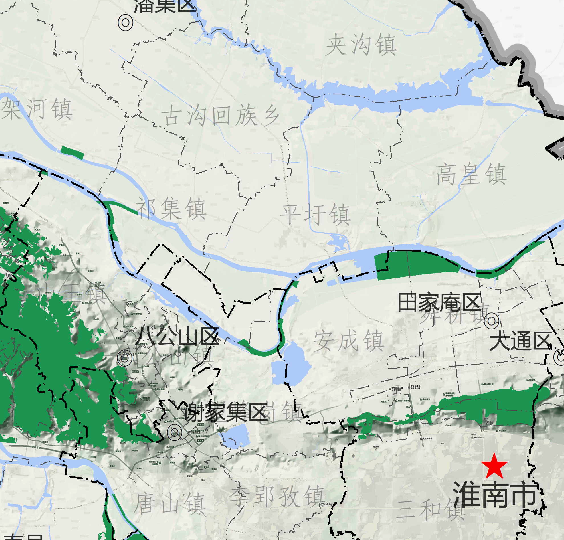 潘集区
夹沟镇
架河镇
古沟回族乡
高皇镇
祁集镇
平圩镇
田家庵区
八公山区
安成镇
大通区
谢家集区
淮南市
唐山镇
李郢孜镇
三和镇